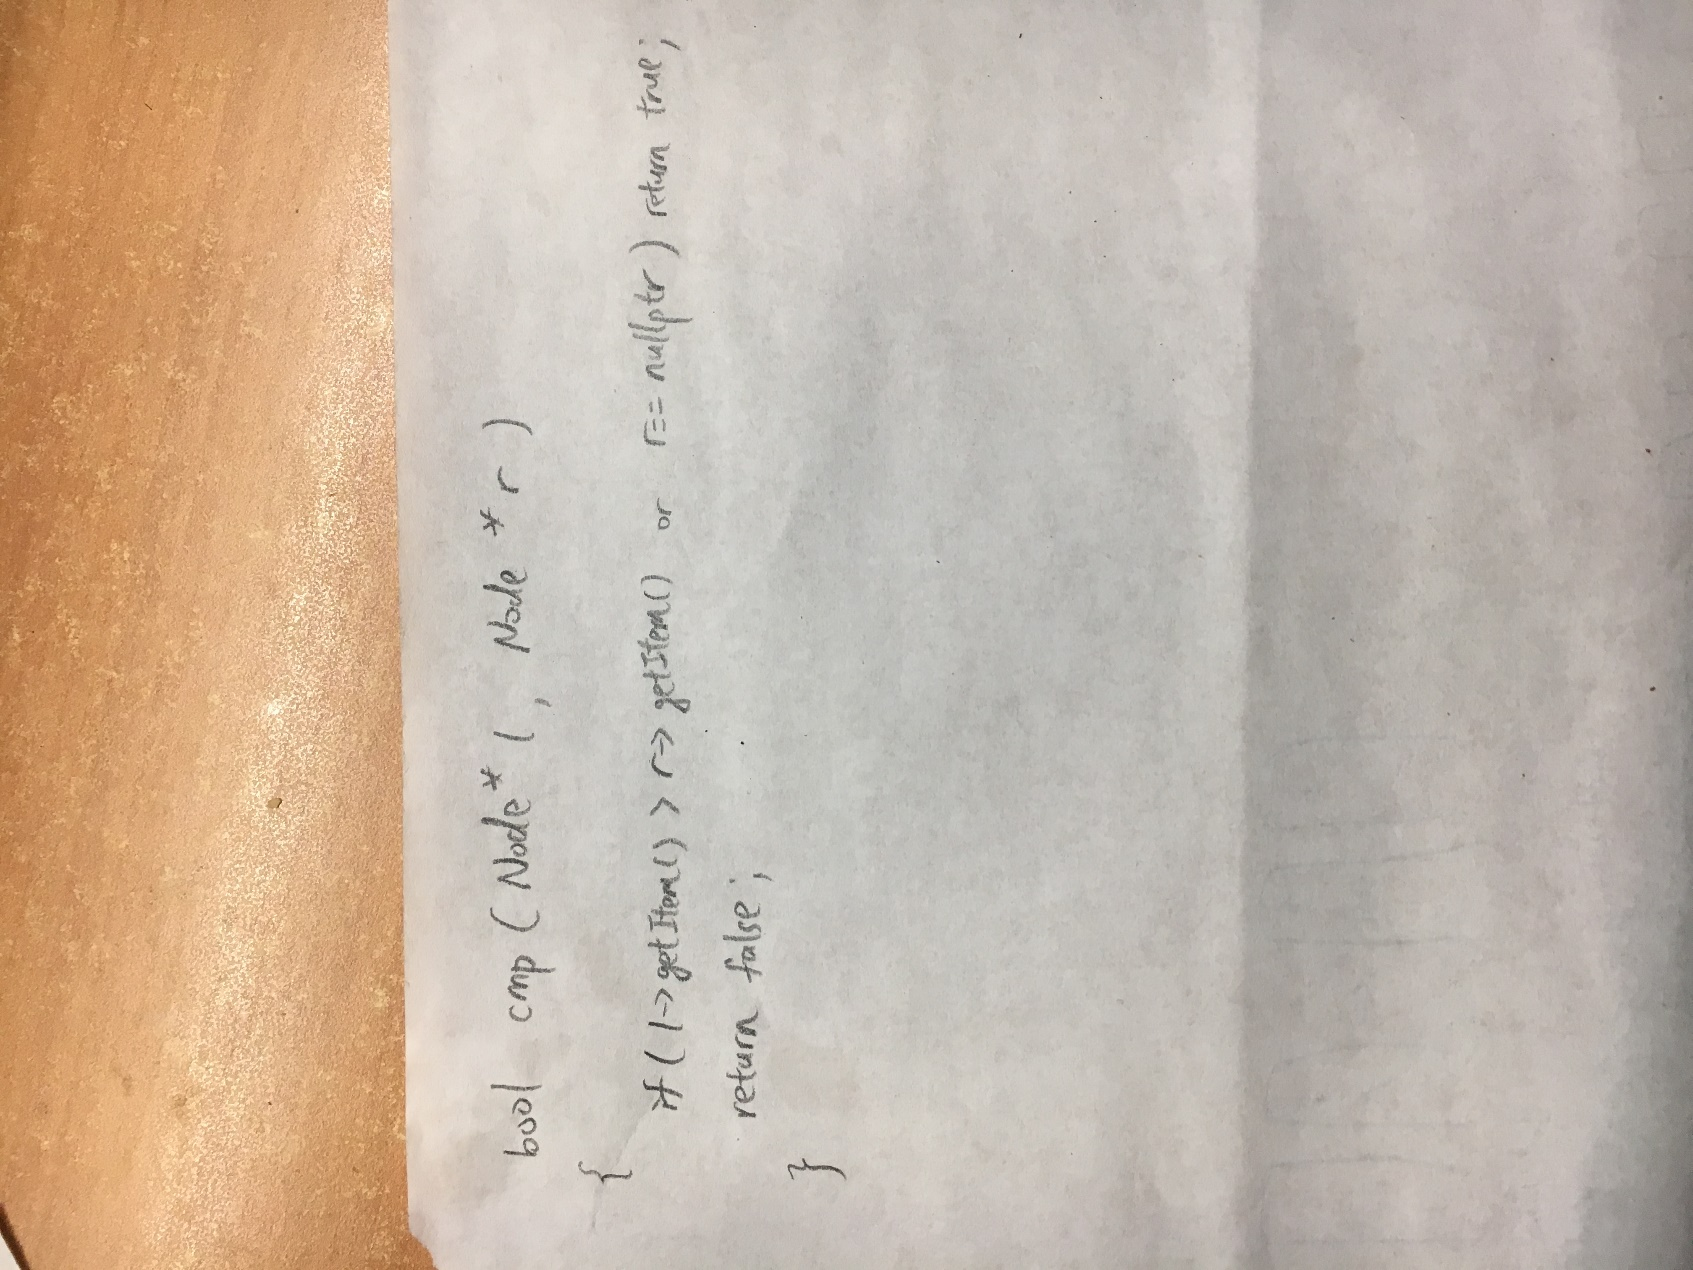 bool cmp (Node* l, Node * r)
{
if (l->getItem() > r->getItem() or r == nullptr) return true;
return false;
}